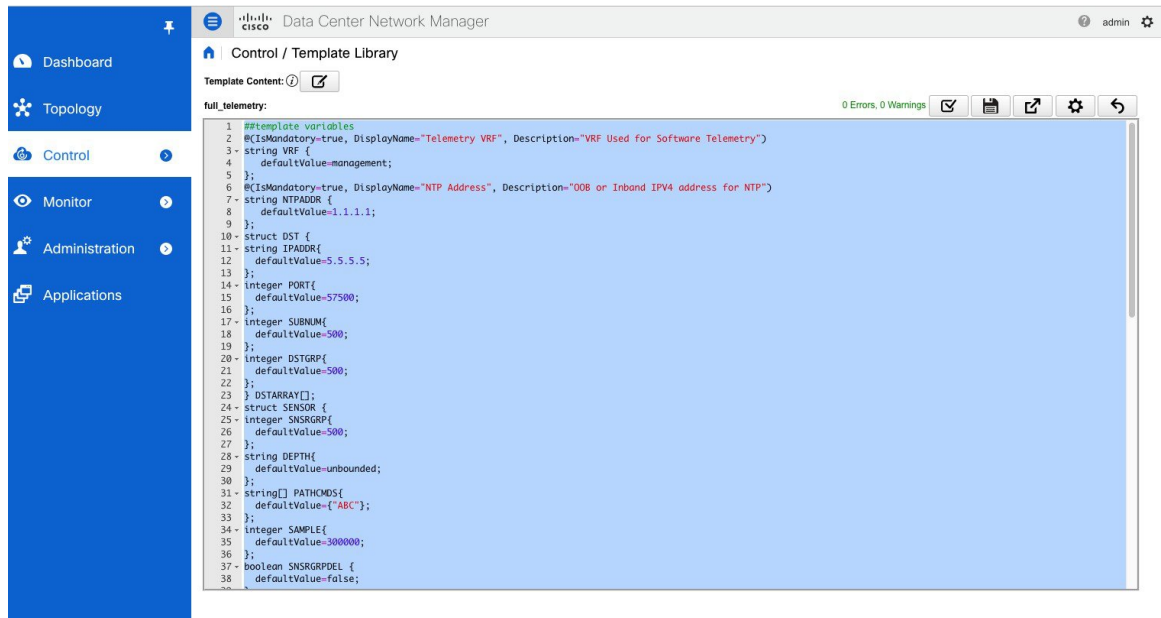 cisco Data Center Network Manager
admin
Dashboard
Topology
Control
Monitor
Administration
Applications
Control / Template Library
Template Content:
full_telemetry:
0 Errors, 0 Warnings
1 ##template variables
2 @(IsMandatory=true, DisplayName="Telemetry VRF", Description="VRF Used for Software Telemetry")
3 string VRF {
4 defaultValue=management;
5 };
6 @(IsMandatory=true, DisplayName="NTP Address", Description="OOB or Inband IPV4 address for NTP")
7 string NTPADDR {
8 defaultValue=1.1.1.1;
9 };
10 struct DST {
11 string IPADDR{
12 defaultValue=5.5.5.5;
13 };
14 integer PORT{
15 defaultValue=57500;
16 };
17 integer SUBNUM{
18 defaultValue=500;
19 };
20 integer DSTGRP{
21 defaultValue=500;
22 };
23 } DSTARRAY[];
24 struct SENSOR {
25 integer SNSRGRP{
26 defaultValue=500;
27 };
28 string DEPTH{
29 defaultValue=unbounded;
30 };
31 string[] PATHCMDS{
32 defaultValue={"ABC"};
33 };
34 integer SAMPLE{
35 defaultValue=300000;
36 };
37 boolean SNSRGRPDEL {
38 defaultValue=false;